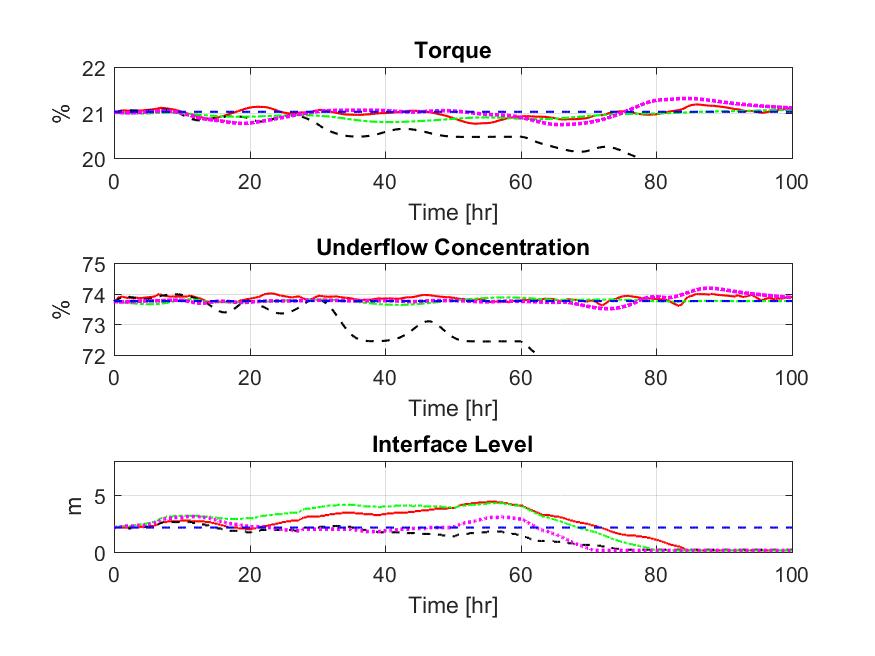 Torque
22
21
20
%
0 20 40 60 80 100
Time [hr]
Underflow Concentration
75
74
73
72
%
0 20 40 60 80 100
Time [hr]
Interface Level
5
0
m
0 20 40 60 80 100
Time [hr]